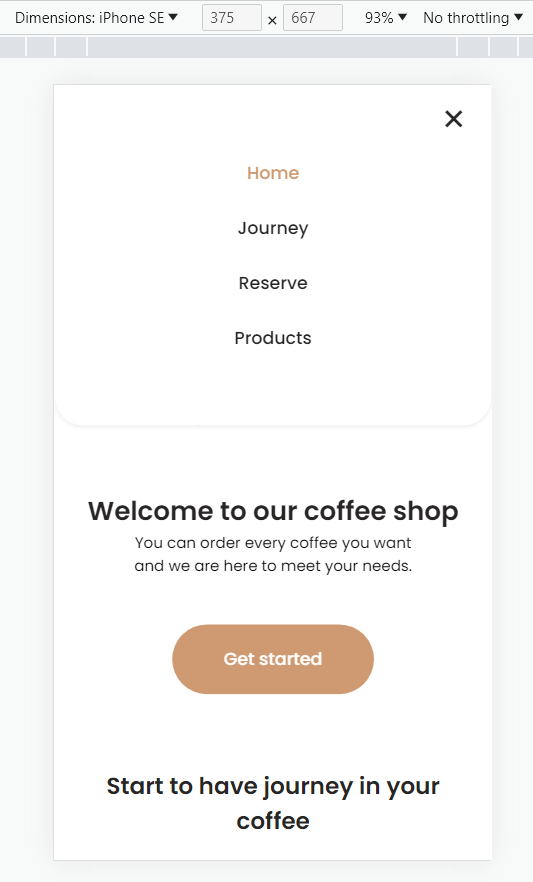 Dimensions: iPhone SE ▼ 375 × 667 93% ▼ No throttling ▼
×
Home
Journey
Reserve
Products
Welcome to our coffee shop
You can order every coffee you want
and we are here to meet your needs.
Get started
Start to have journey in your
coffee